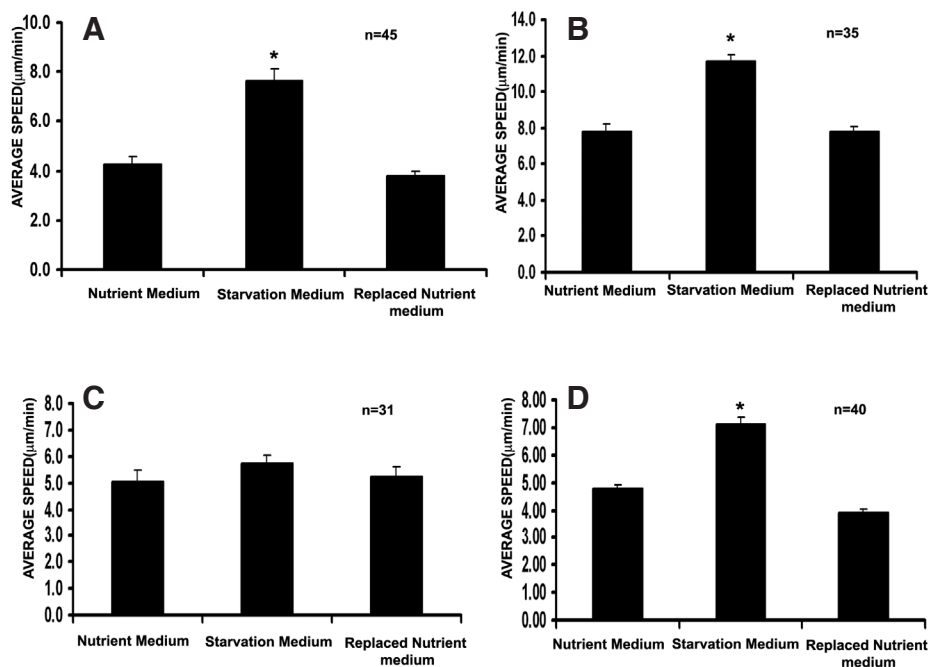 A
n=45
*
AVERAGE SPEED(μm/min)
10.0
8.0
6.0
4.0
2.0
0.0
Nutrient Medium
Starvation Medium
Replaced Nutrient
medium
B
n=35
*
AVERAGE SPEED(μm/min)
14.0
12.0
10.0
8.0
6.0
4.0
2.0
0.0
Nutrient Medium
Starvation Medium
Replaced Nutrient
medium
C
n=31
AVERAGE SPEED(μm/min)
8.0
7.0
6.0
5.0
4.0
3.0
2.0
1.0
0.0
Nutrient Medium
Starvation Medium
Replaced Nutrient
medium
D
n=40
*
AVERAGE SPEED(μm/min)
8.00
7.00
6.00
5.00
4.00
3.00
2.00
1.00
0.00
Nutrient Medium
Starvation Medium
Replaced Nutrient
medium